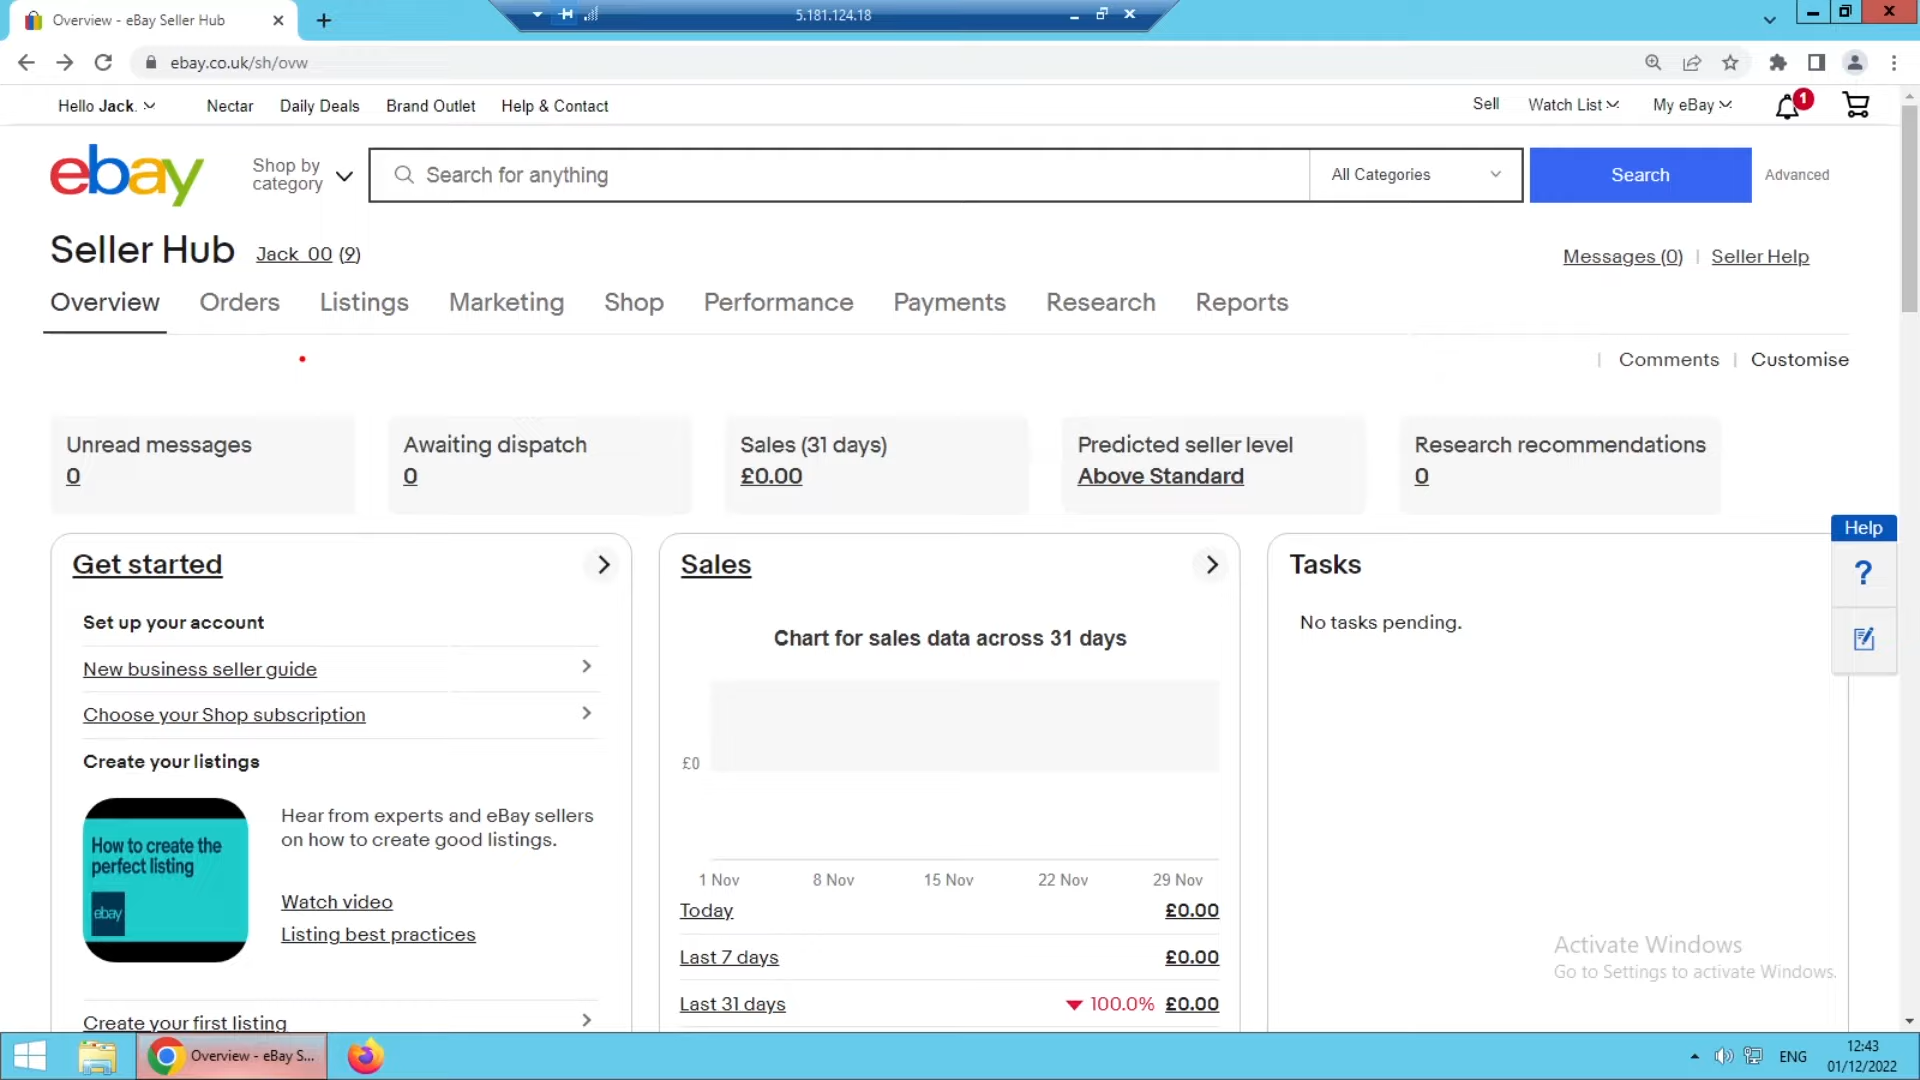 Overview - eBay Seller Hub
5.181.124.18
ebay.co.uk/sh/ovw
Hello Jack. Nectar Daily Deals Brand Outlet Help & Contact Sell Watch List My eBay 1
ebay
Shop by
category
Search for anything
All Categories
Search
Advanced
Seller Hub Jack_00 (9)
Messages (0) | Seller Help
Overview Orders Listings Marketing Shop Performance Payments Research Reports
| Comments | Customise
Unread messages
0
Awaiting dispatch
0
Sales (31 days)
£0.00
Predicted seller level
Above Standard
Research recommendations
0
Help
?
Get started
Set up your account
New business seller guide
Choose your Shop subscription
Create your listings
How to create the
perfect listing
ebay
Hear from experts and eBay sellers
on how to create good listings.
Watch video
Listing best practices
Create your first listing
Sales
Chart for sales data across 31 days
£0
1 Nov 8 Nov 15 Nov 22 Nov 29 Nov
Today £0.00
Last 7 days £0.00
Last 31 days 100.0% £0.00
Tasks
No tasks pending.
Activate Windows
Go to Settings to activate Windows.
Overview - eBay S...
ENG
12:43
01/12/2022